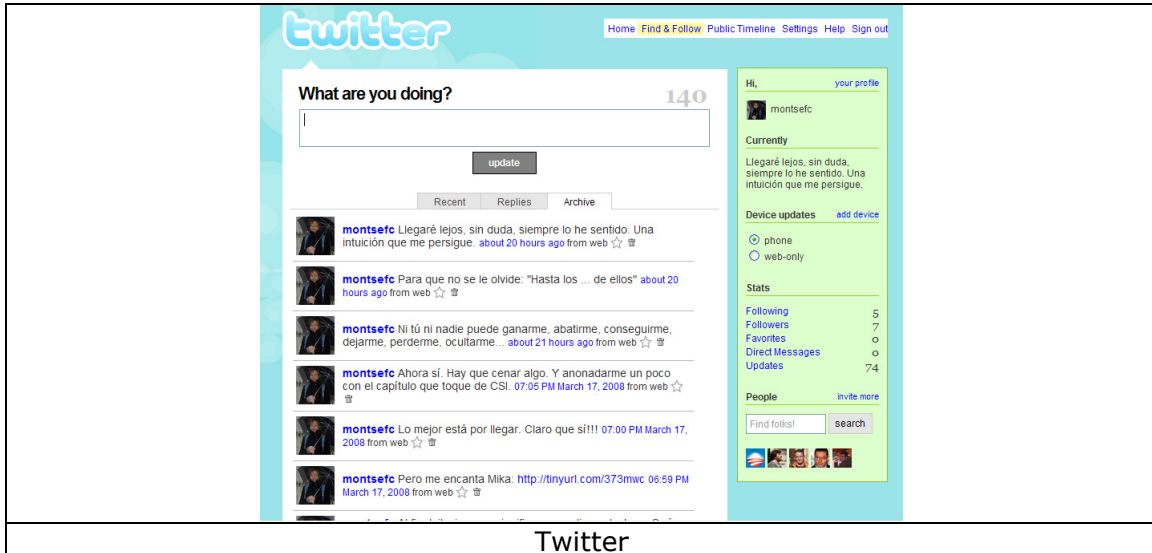 twitter
Home Find & Follow Public Timeline Settings Help Sign out
What are you doing? 140
update
Recent Replies Archive
montsefc Llegaré lejos, sin duda, siempre lo he sentido. Una
intuición que me persigue. about 20 hours ago from web
montsefc Para que no se le olvide: "Hasta los ... de ellos" about 20
hours ago from web
montsefc Ni tú ni nadie puede ganarme, abatirme, conseguirme,
dejarme, perderme, ocultarme... about 21 hours ago from web
montsefc Ahora sí. Hay que cenar algo. Y anonadarme un poco
con el capítulo que toque de CSI. 07:05 PM March 17, 2008 from web
montsefc Lo mejor está por llegar. Claro que sí!!! 07:00 PM March 17,
2008 from web
montsefc Pero me encanta Mika: http://tinyurl.com/373mwc 06:59 PM
March 17, 2008 from web
Hi, your profile
montsefc
Currently
Llegaré lejos, sin duda,
siempre lo he sentido. Una
intuición que me persigue.
Device updates add device
phone
web-only
Stats
Following 5
Followers 7
Favorites 0
Direct Messages 0
Updates 74
People invite more
Find folks! search
Twitter